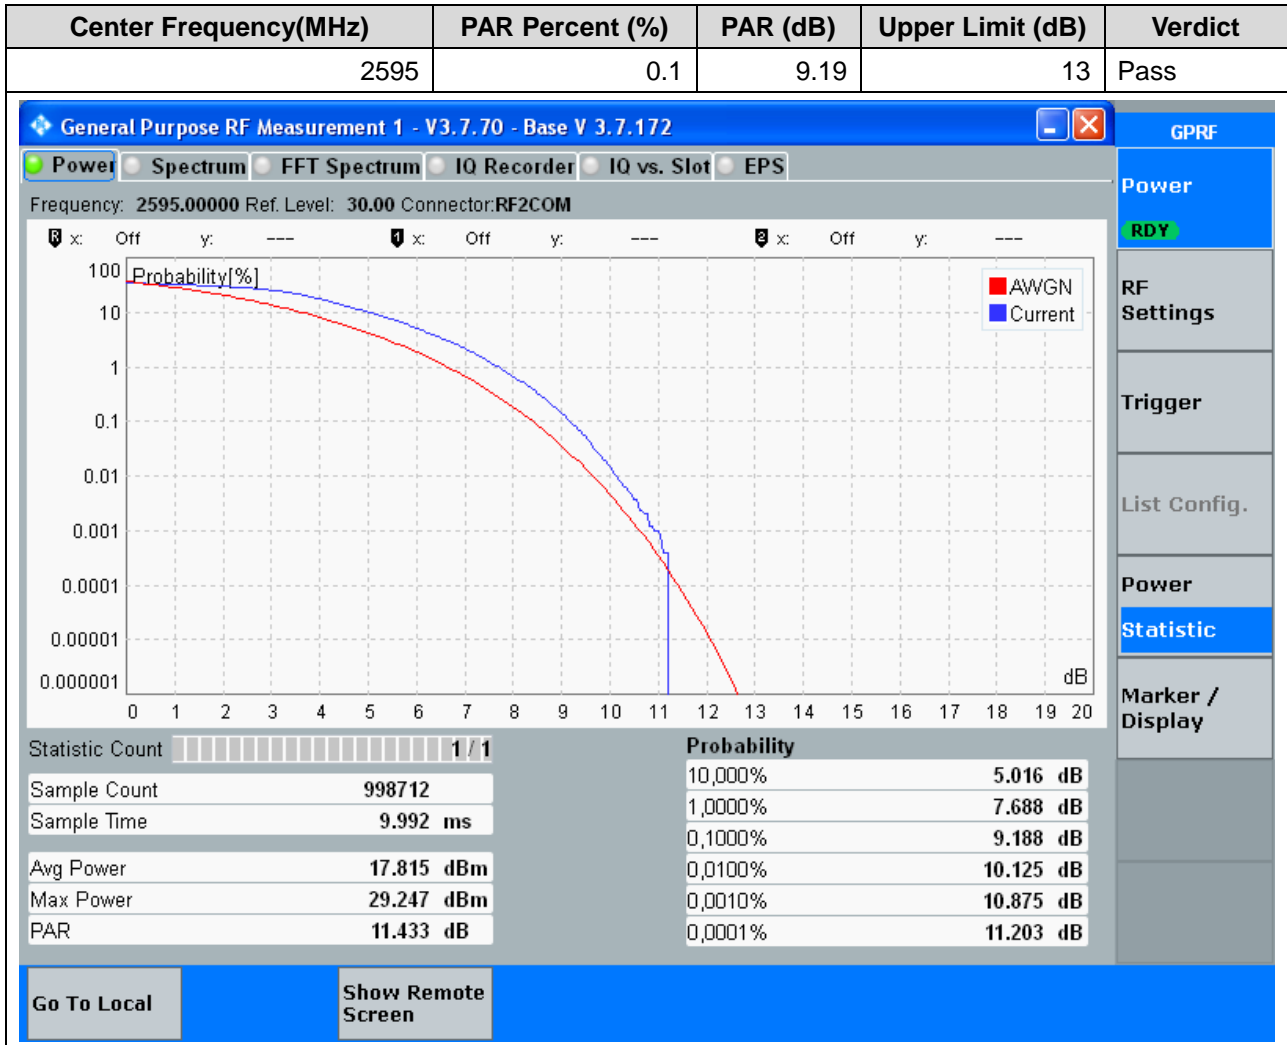 Center Frequency(MHz) PAR Percent (%) PAR (dB) Upper Limit (dB) Verdict
2595 0.1 9.19 13 Pass
General Purpose RF Measurement 1 - V3.7.70 - Base V 3.7.172
GPRF
Power Spectrum FFT Spectrum IQ Recorder IQ vs. Slot EPS
Frequency: 2595.00000 Ref. Level: 30.00 Connector:RF2COM
R x: Off y: --- 1 x: Off y: --- 2 x: Off y: ---
Probability[%]
AWGN
Current
100
10
1
0.1
0.01
0.001
0.0001
0.00001
0.000001
dB
0 1 2 3 4 5 6 7 8 9 10 11 12 13 14 15 16 17 18 19 20
Statistic Count 1 / 1
Sample Count 998712
Sample Time 9.992 ms
Avg Power 17.815 dBm
Max Power 29.247 dBm
PAR 11.433 dB
Probability
10,000% 5.016 dB
1,0000% 7.688 dB
0,1000% 9.188 dB
0,0100% 10.125 dB
0,0010% 10.875 dB
0,0001% 11.203 dB
Power
RDY
RF
Settings
Trigger
List Config.
Power
Statistic
Marker /
Display
Go To Local
Show Remote
Screen